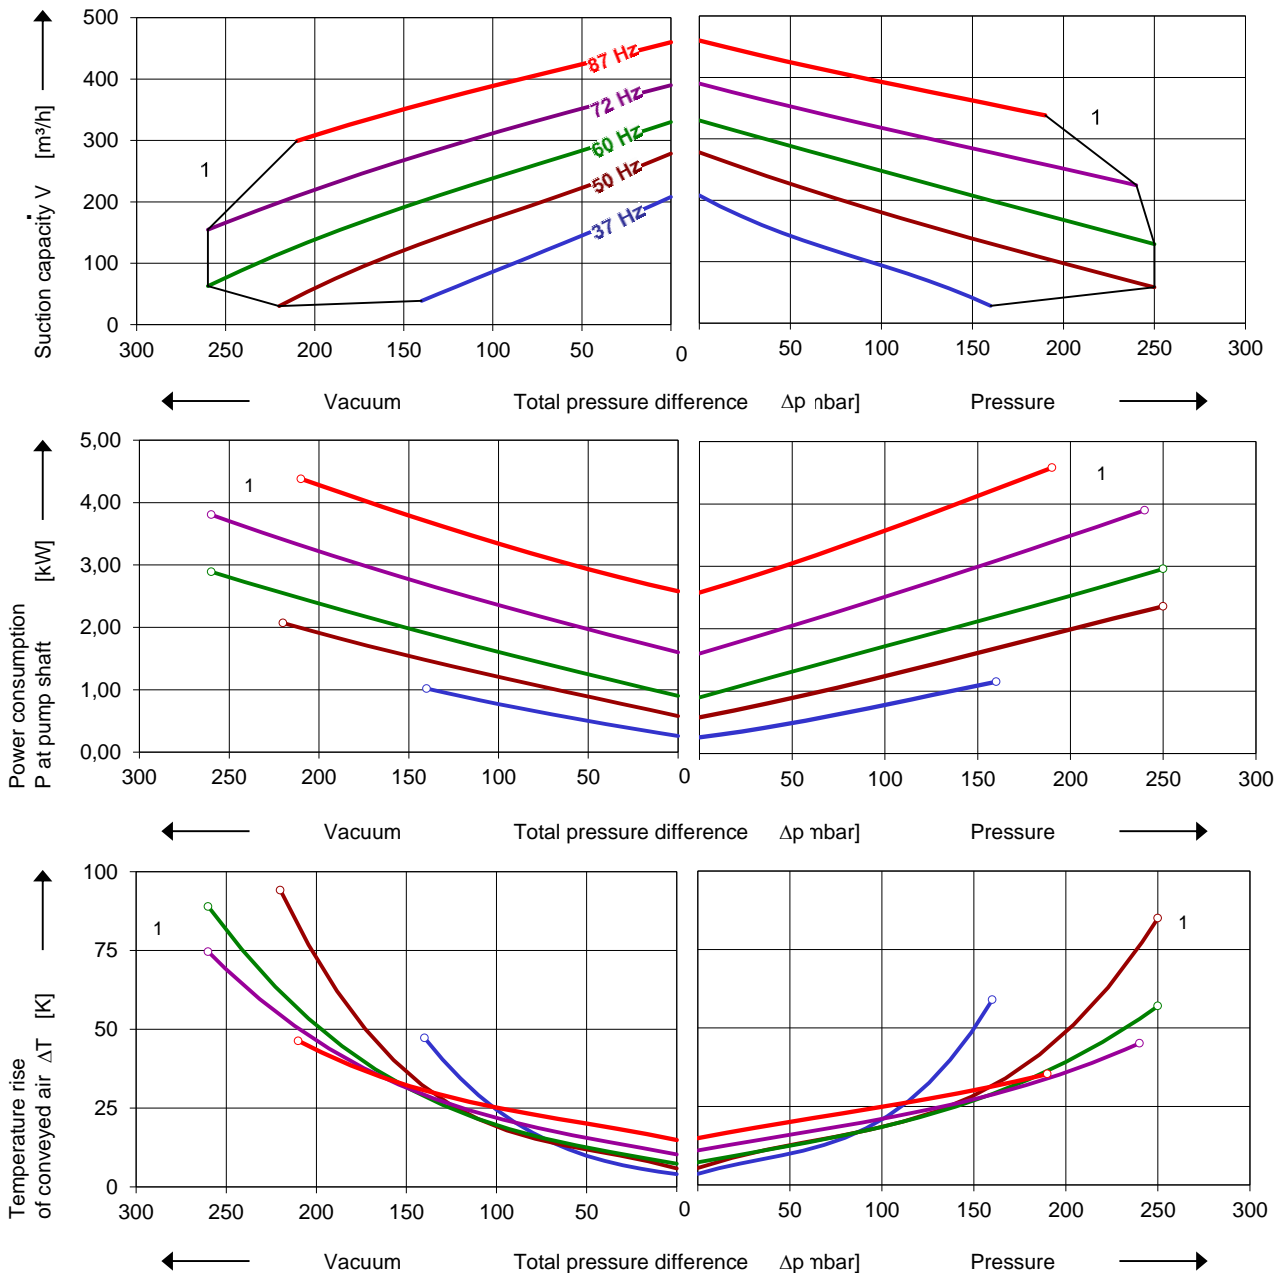 500
400
300
200
100
0
Suction capacity V [m³/h]
87 Hz
72 Hz
60 Hz
50 Hz
37 Hz
1
1
300 250 200 150 100 50 0 50 100 150 200 250 300
Vacuum Total pressure difference Δp mbar] Pressure
5,00
4,00
3,00
2,00
1,00
0,00
Power consumption
P at pump shaft [kW]
1
1
300 250 200 150 100 50 0 50 100 150 200 250 300
Vacuum Total pressure difference Δp mbar] Pressure
100
75
50
25
0
Temperature rise
of conveyed air ΔT [K]
1
1
300 250 200 150 100 50 0 50 100 150 200 250 300
Vacuum Total pressure difference Δp mbar] Pressure